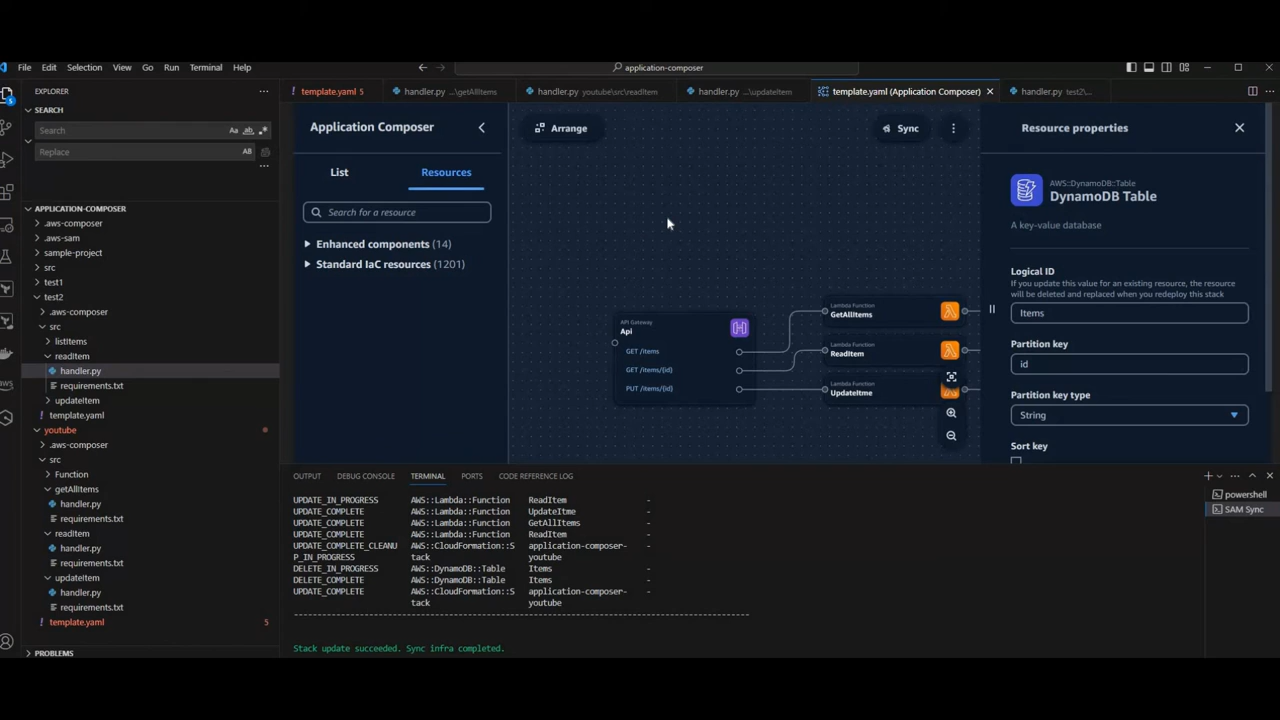 File Edit Selection View Go Run Terminal Help
application-composer
EXPLORER
SEARCH
Search
Aa
ab
Replace
AB
APPLICATION-COMPOSER
.aws-composer
.aws-sam
sample-project
src
test1
test2
.aws-composer
src
listItems
readItem
handler.py
requirements.txt
updateItem
template.yaml
youtube
.aws-composer
src
Function
getAllItems
handler.py
requirements.txt
readItem
handler.py
requirements.txt
updateItem
handler.py
requirements.txt
template.yaml 5
PROBLEMS
aws
template.yaml 5
handler.py ...\getAllItems
handler.py youtube\src\readItem
handler.py ...\updateItem
template.yaml (Application Composer)
handler.py test2\...
Application Composer
List
Resources
Search for a resource
Enhanced components (14)
Standard IaC resources (1201)
Arrange
Sync
API Gateway
Api
GET /items
GET /items/{id}
PUT /items/{id}
Lambda Function
GetAllItems
Lambda Function
ReadItem
Lambda Function
UpdateItme
Resource properties
AWS::DynamoDB::Table
DynamoDB Table
A key-value database
Logical ID
If you update this value for an existing resource, the resource
will be deleted and replaced when you redeploy this stack
Items
Partition key
id
Partition key type
String
Sort key
OUTPUT DEBUG CONSOLE TERMINAL PORTS CODE REFERENCE LOG
UPDATE_IN_PROGRESS AWS::Lambda::Function ReadItem -
UPDATE_COMPLETE AWS::Lambda::Function UpdateItme -
UPDATE_COMPLETE AWS::Lambda::Function GetAllItems -
UPDATE_COMPLETE AWS::Lambda::Function ReadItem -
UPDATE_COMPLETE_CLEANU AWS::CloudFormation::S application-composer- -
P_IN_PROGRESS tack youtube
DELETE_IN_PROGRESS AWS::DynamoDB::Table Items -
DELETE_COMPLETE AWS::DynamoDB::Table Items -
UPDATE_COMPLETE AWS::CloudFormation::S application-composer- -
tack youtube
Stack update succeeded. Sync infra completed.
powershell
SAM Sync